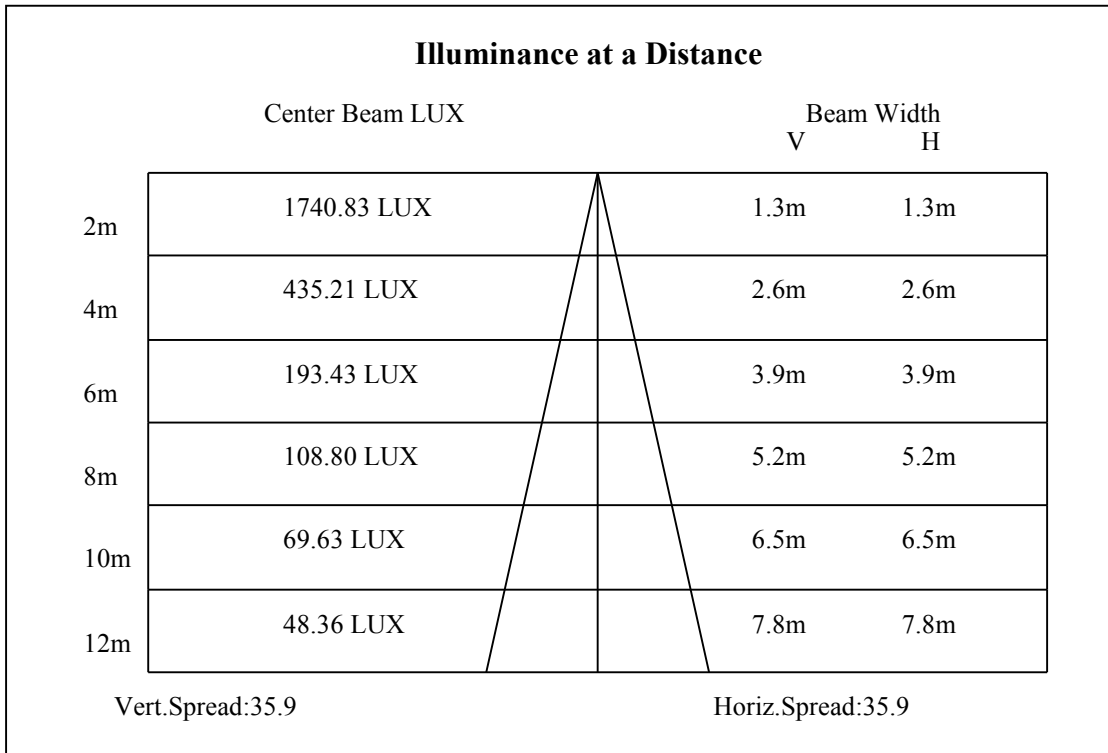 Illuminance at a Distance
Center Beam LUX Beam Width
V H
2m 1740.83 LUX 1.3m 1.3m
4m 435.21 LUX 2.6m 2.6m
6m 193.43 LUX 3.9m 3.9m
8m 108.80 LUX 5.2m 5.2m
10m 69.63 LUX 6.5m 6.5m
12m 48.36 LUX 7.8m 7.8m
Vert.Spread:35.9 Horiz.Spread:35.9